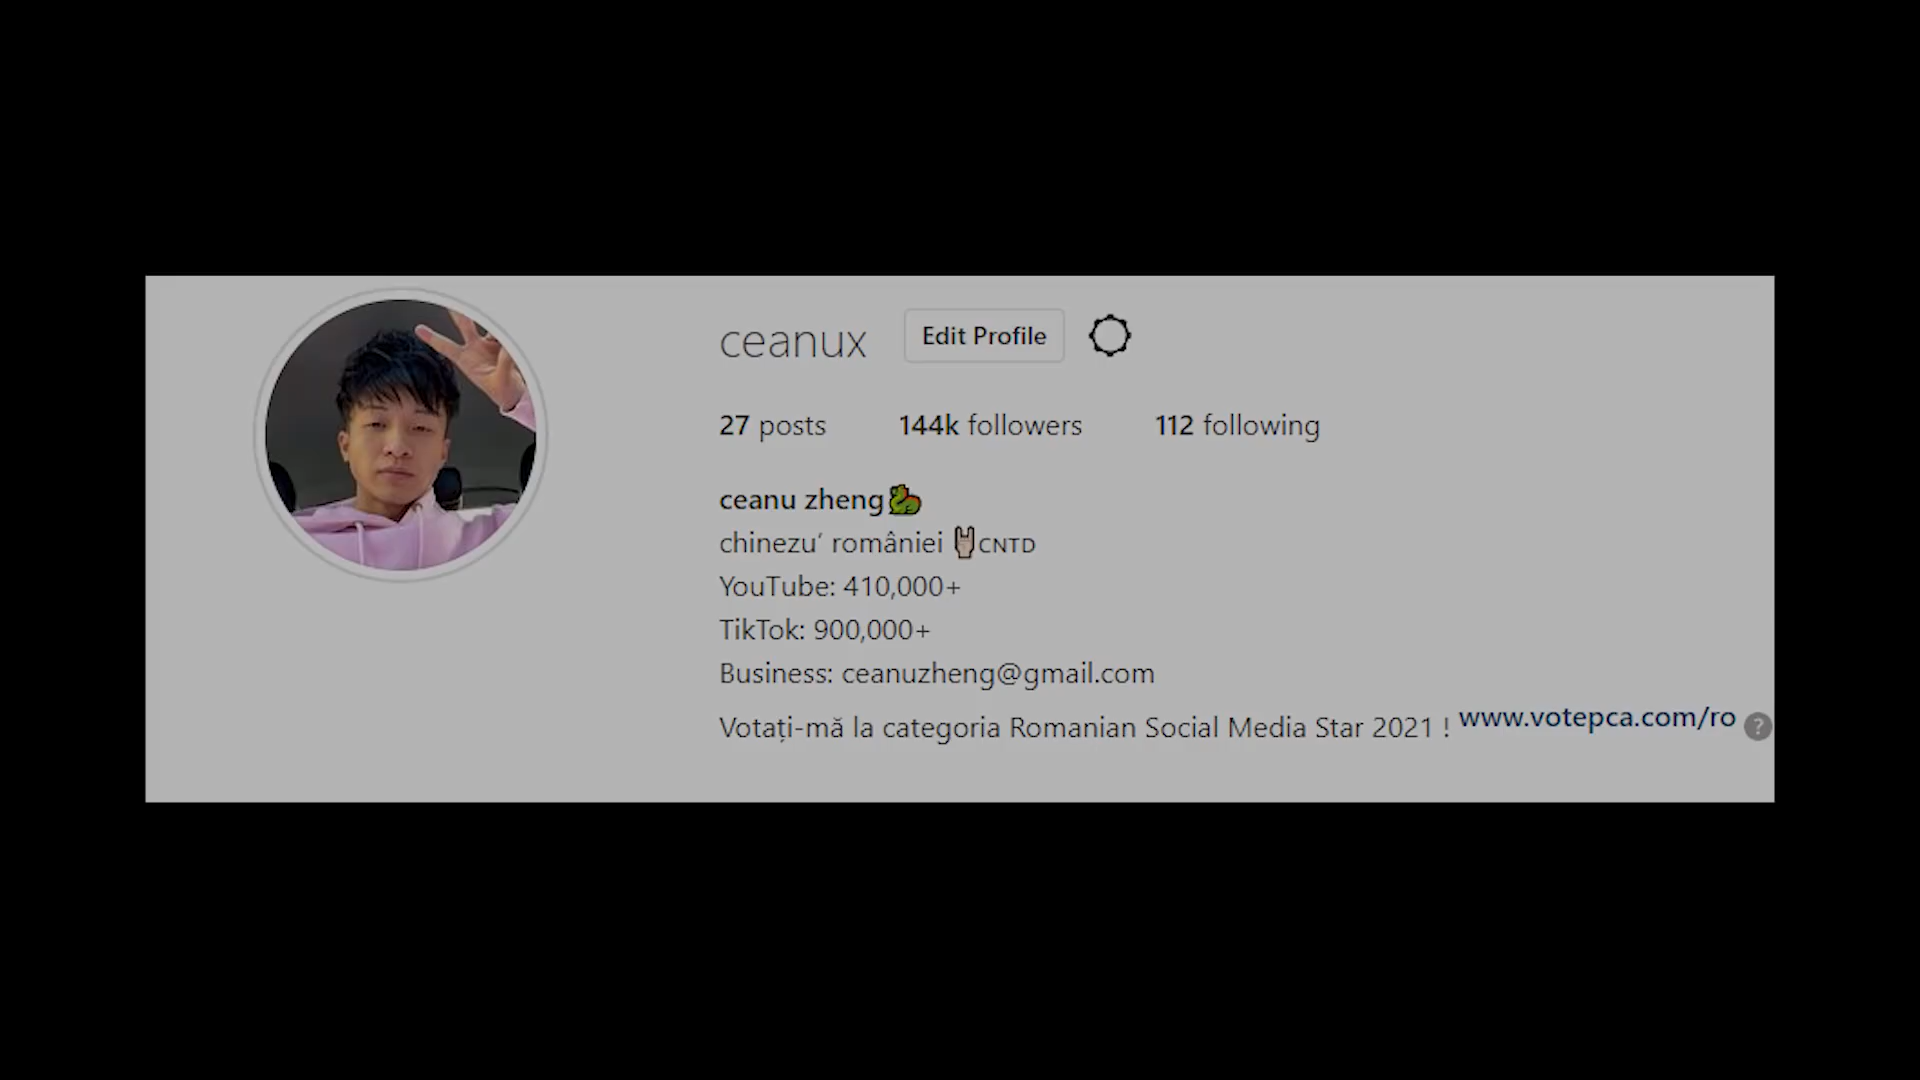 ceanux Edit Profile
27 posts 144k followers 112 following
ceanu zheng🐉
chinezu´ româniei 🤘🏻CNTD
YouTube: 410,000+
TikTok: 900,000+
Business: ceanuzheng@gmail.com
Votați-mă la categoria Romanian Social Media Star 2021 ! www.votepca.com/ro ?